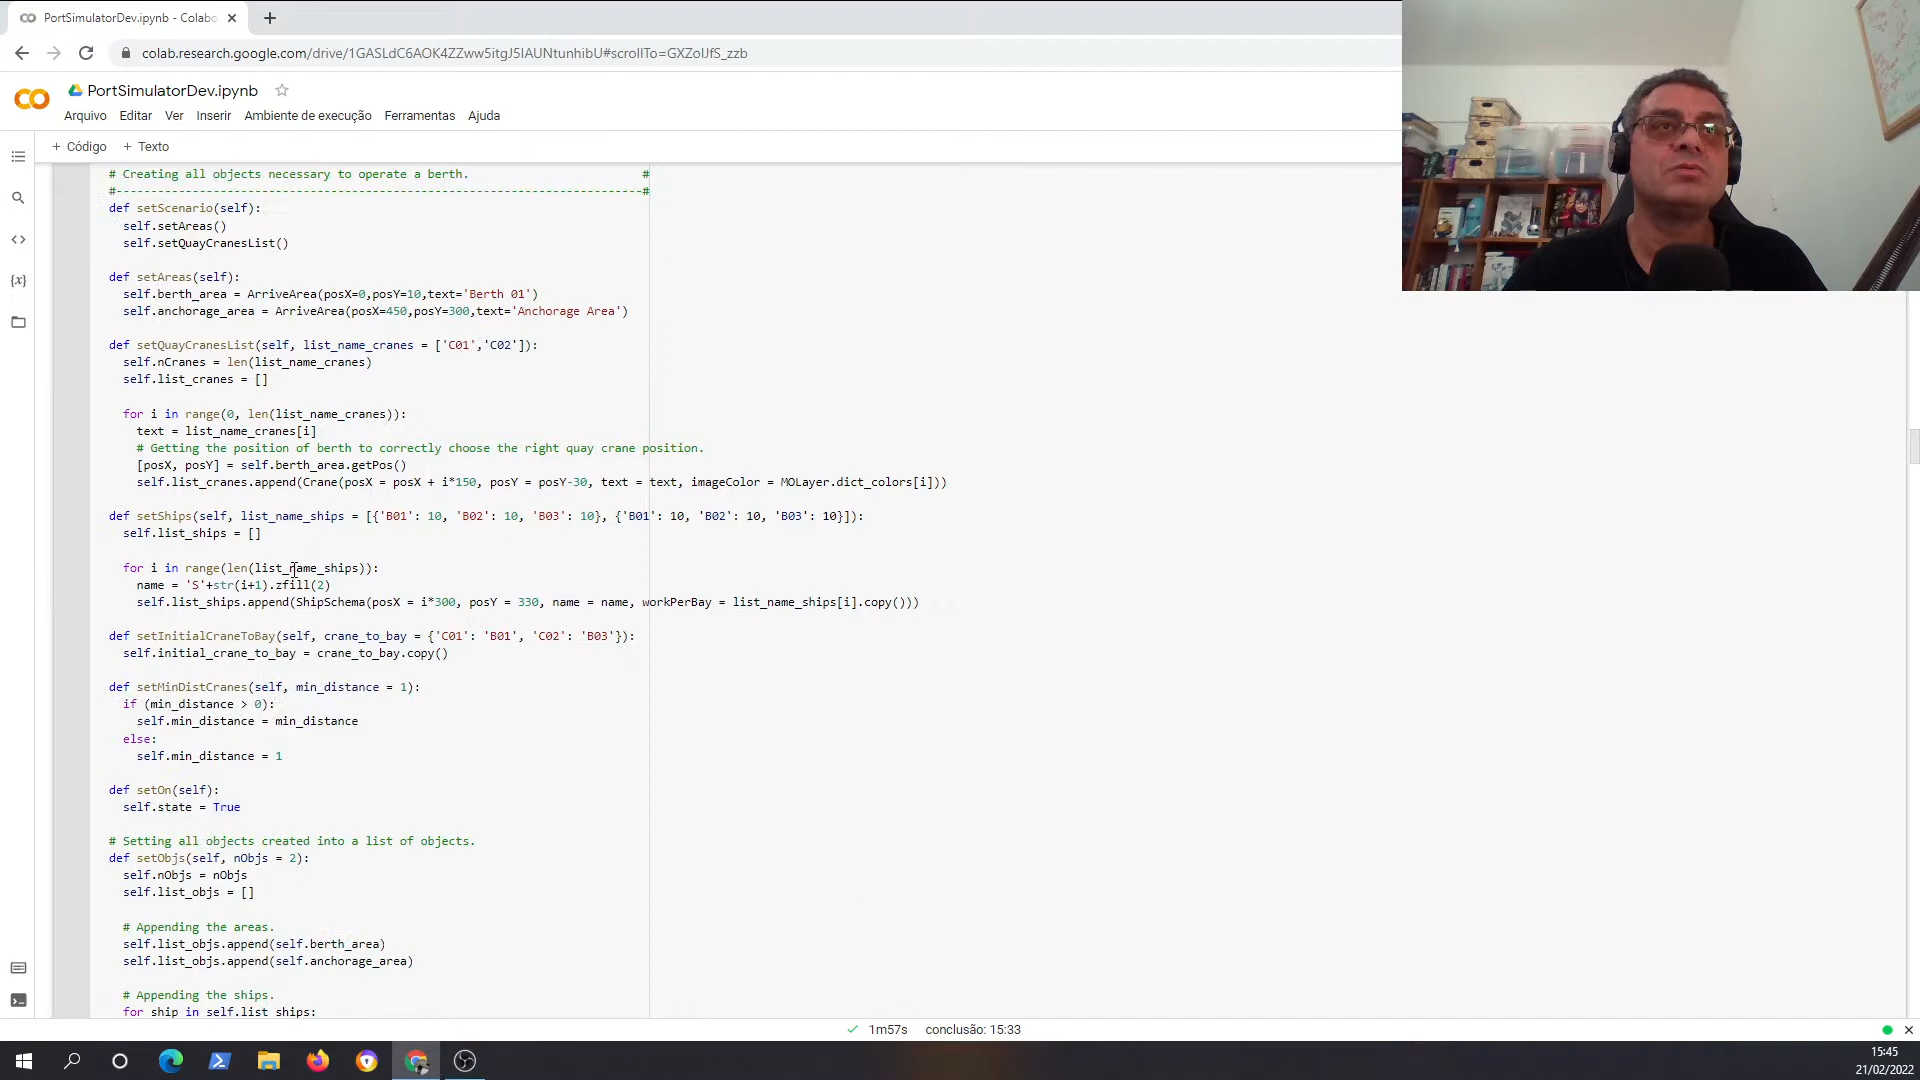 PortSimulatorDev.ipynb - Colabo
colab.research.google.com/drive/1GASLdC6AOK4ZZww5itgJ5IAUNtunhibU#scrollTo=GXZolJfS_zzb
PortSimulatorDev.ipynb
Arquivo Editar Ver Inserir Ambiente de execução Ferramentas Ajuda
+ Código + Texto
# Creating all objects necessary to operate a berth. #
#----------------------------------------------------------------------------#
def setScenario(self):
self.setAreas()
self.setQuayCranesList()
def setAreas(self):
self.berth_area = ArriveArea(posX=0,posY=10,text='Berth 01')
self.anchorage_area = ArriveArea(posX=450,posY=300,text='Anchorage Area')
def setQuayCranesList(self, list_name_cranes = ['C01','C02']):
self.nCranes = len(list_name_cranes)
self.list_cranes = []
for i in range(0, len(list_name_cranes)):
text = list_name_cranes[i]
# Getting the position of berth to correctly choose the right quay crane position.
[posX, posY] = self.berth_area.getPos()
self.list_cranes.append(Crane(posX = posX + i*150, posY = posY-30, text = text, imageColor = MOLayer.dict_colors[i]))
def setShips(self, list_name_ships = [{'B01': 10, 'B02': 10, 'B03': 10}, {'B01': 10, 'B02': 10, 'B03': 10}]):
self.list_ships = []
for i in range(len(list_name_ships)):
name = 'S'+str(i+1).zfill(2)
self.list_ships.append(ShipSchema(posX = i*300, posY = 330, name = name, workPerBay = list_name_ships[i].copy()))
def setInitialCraneToBay(self, crane_to_bay = {'C01': 'B01', 'C02': 'B03'}):
self.initial_crane_to_bay = crane_to_bay.copy()
def setMinDistCranes(self, min_distance = 1):
if (min_distance > 0):
self.min_distance = min_distance
else:
self.min_distance = 1
def setOn(self):
self.state = True
# Setting all objects created into a list of objects.
def setObjs(self, nObjs = 2):
self.nObjs = nObjs
self.list_objs = []
# Appending the areas.
self.list_objs.append(self.berth_area)
self.list_objs.append(self.anchorage_area)
# Appending the ships.
for ship in self.list_ships:
1m57s conclusão: 15:33
15:45
21/02/2022